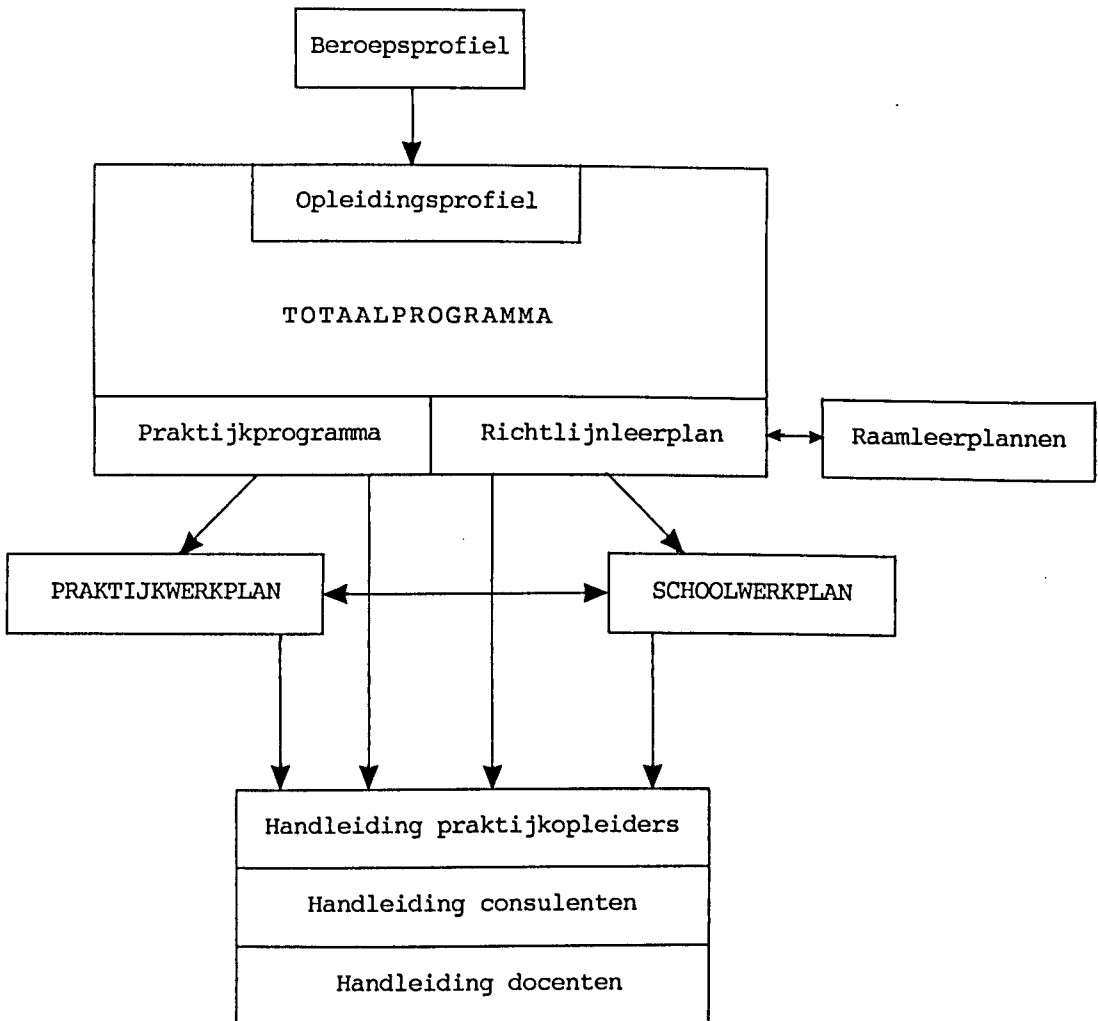 Beroepsprofiel
Opleidingsprofiel
TOTAALPROGRAMMA
Praktijkprogramma
Richtlijnleerplan
Raamleerplannen
PRAKTIJKWERKPLAN
SCHOOLWERKPLAN
Handleiding praktijkopleiders
Handleiding consulenten
Handleiding docenten